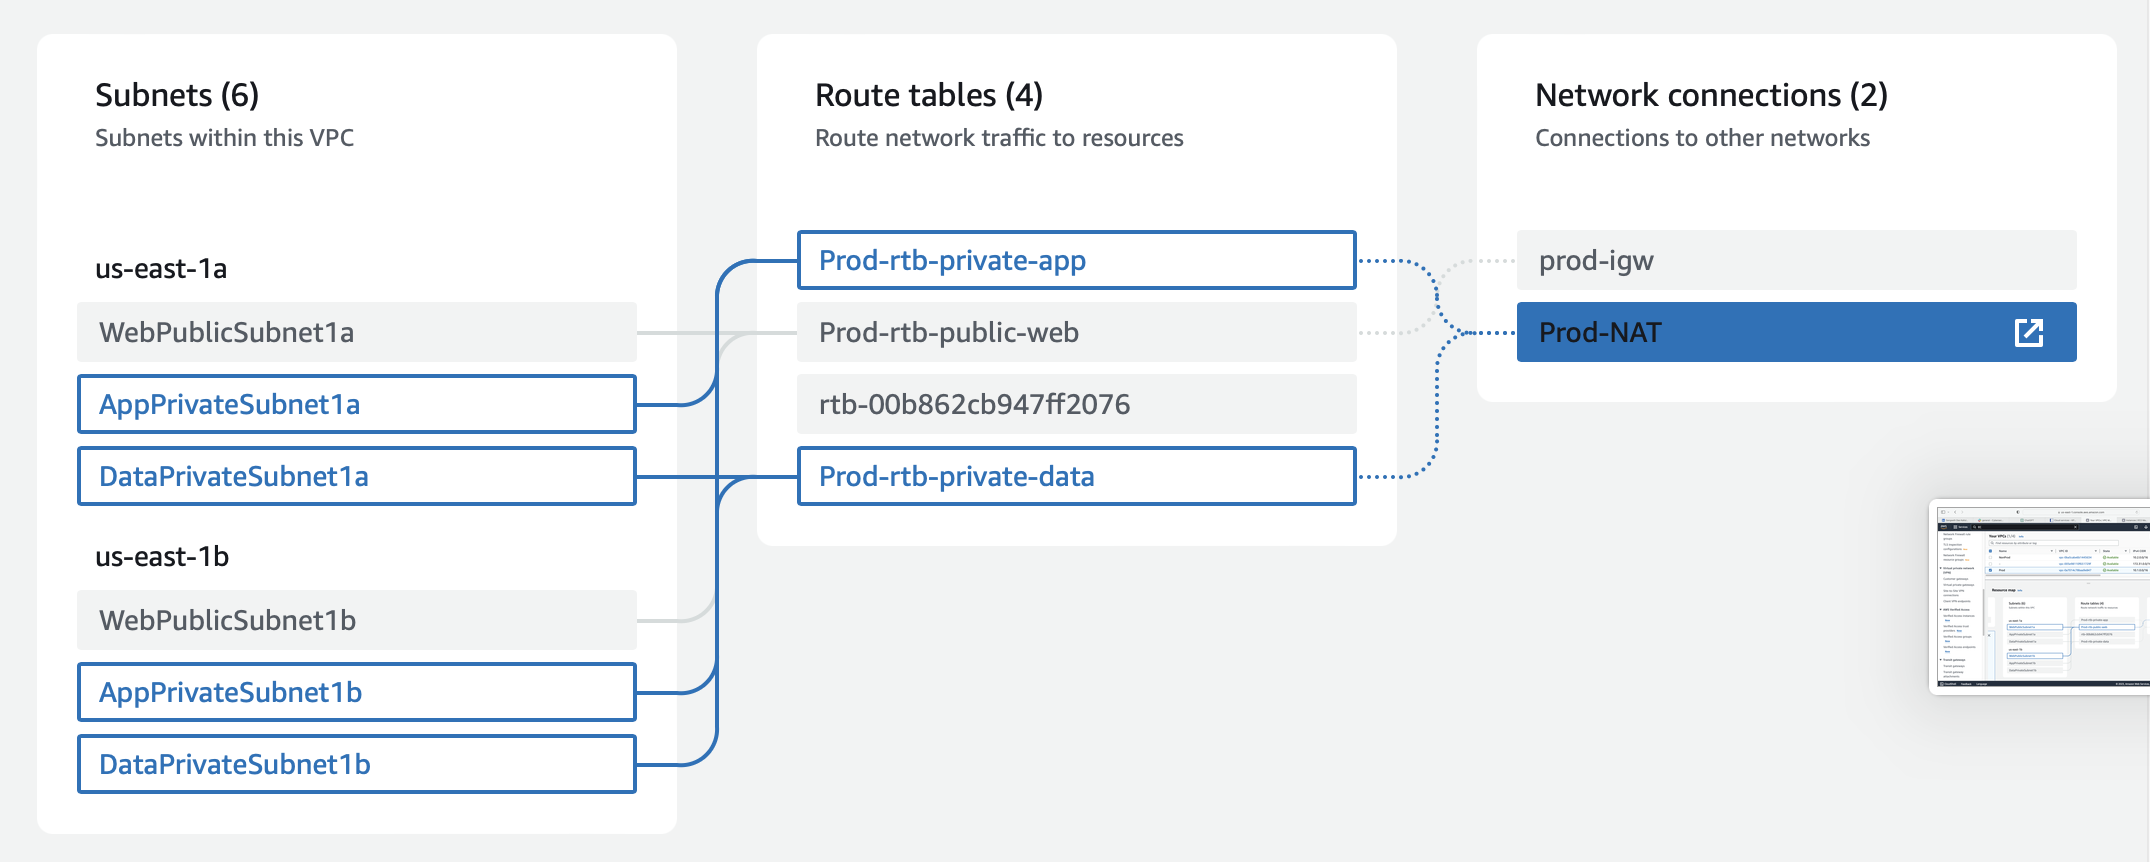 Subnets (6)
Subnets within this VPC
us-east-1a
WebPublicSubnet1a
AppPrivateSubnet1a
DataPrivateSubnet1a
us-east-1b
WebPublicSubnet1b
AppPrivateSubnet1b
DataPrivateSubnet1b
Route tables (4)
Route network traffic to resources
Prod-rtb-private-app
Prod-rtb-public-web
rtb-00b862cb947ff2076
Prod-rtb-private-data
Network connections (2)
Connections to other networks
prod-igw
Prod-NAT
Resource map